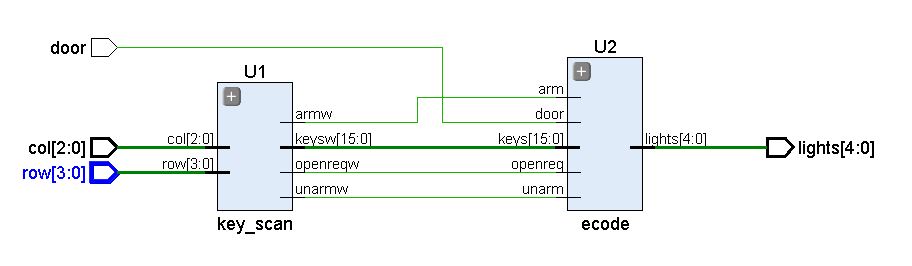 door
U1
U2
arm
armw
door
col[2:0]
col[2:0]
keysw[15:0]
keys[15:0]
lights[4:0]
lights[4:0]
row[3:0]
row[3:0]
openreqw
openreq
unarmw
unarm
key_scan
ecode